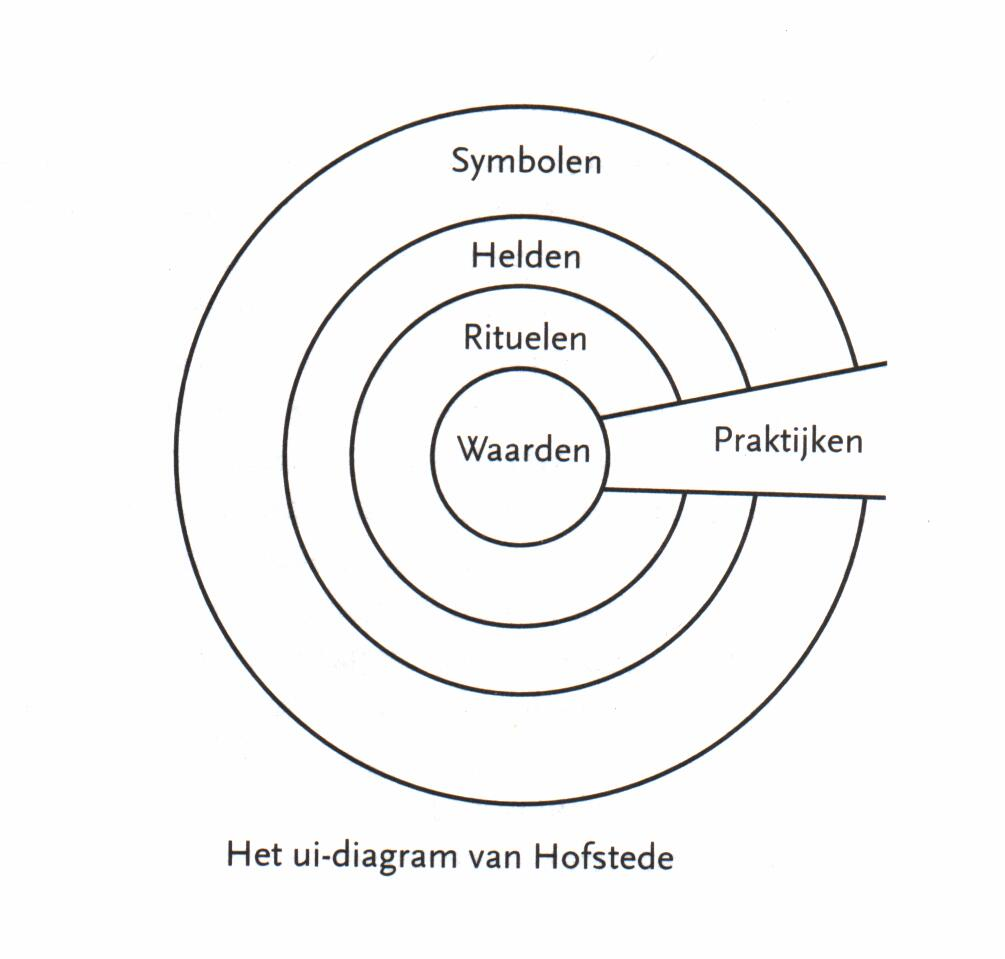 Symbolen
Helden
Rituelen
Waarden
Praktijken
Het ui-diagram van Hofstede